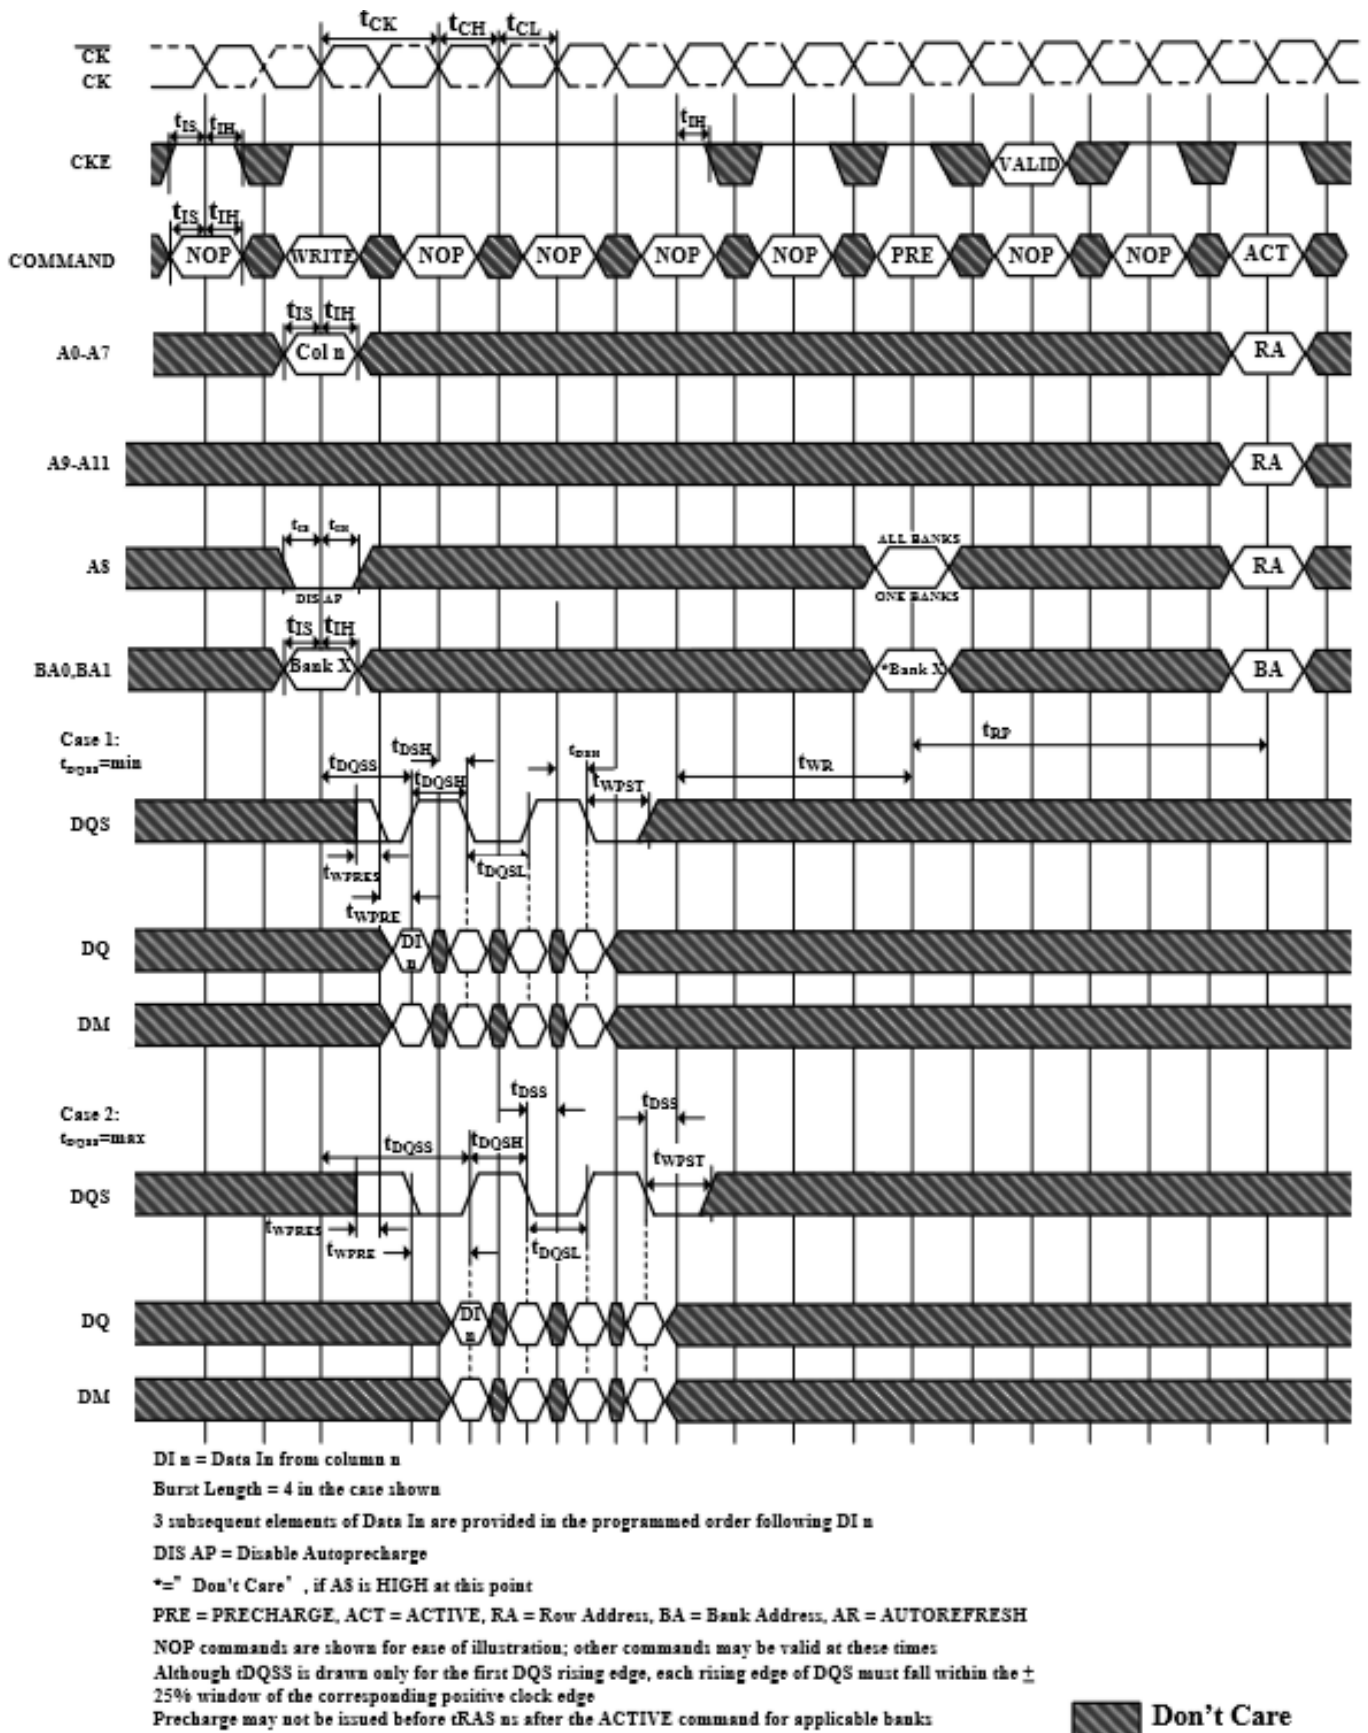 tCK tCH tCL
CK
CK
tIS tIH tIH
CKE VALID
tIS tIH
COMMAND NOP WRITE NOP NOP NOP NOP PRE NOP NOP ACT
tIS tIH
A0-A7 Col n RA
A9-A11 RA
ALL BANKS
A8 RA
DIS AP ONE BANKS
tIS tIH
BA0,BA1 Bank X *Bank X BA
Case 1:
tDQSS=min
tDSH tDSH tRP
tDQSS tDQSH tWPST tWR
DQS
tWPRES tDQSL
tWPRE
DQ DI n
DM
tDSS tDSS
Case 2:
tDQSS=max
tDQSS tDQSH tWPST
DQS
tWPRES tWPRE tDQSL
DQ DI n
DM
DI n = Data In from column n
Burst Length = 4 in the case shown
3 subsequent elements of Data In are provided in the programmed order following DI n
DIS AP = Disable Autoprecharge
*=” Don't Care’ , if A8 is HIGH at this point
PRE = PRECHARGE, ACT = ACTIVE, RA = Row Address, BA = Bank Address, AR = AUTOREFRESH
NOP commands are shown for ease of illustration; other commands may be valid at these times
Although tDQSS is drawn only for the first DQS rising edge, each rising edge of DQS must fall within the ±
25% window of the corresponding positive clock edge
Precharge may not be issued before tRAS ns after the ACTIVE command for applicable banks
Don't Care